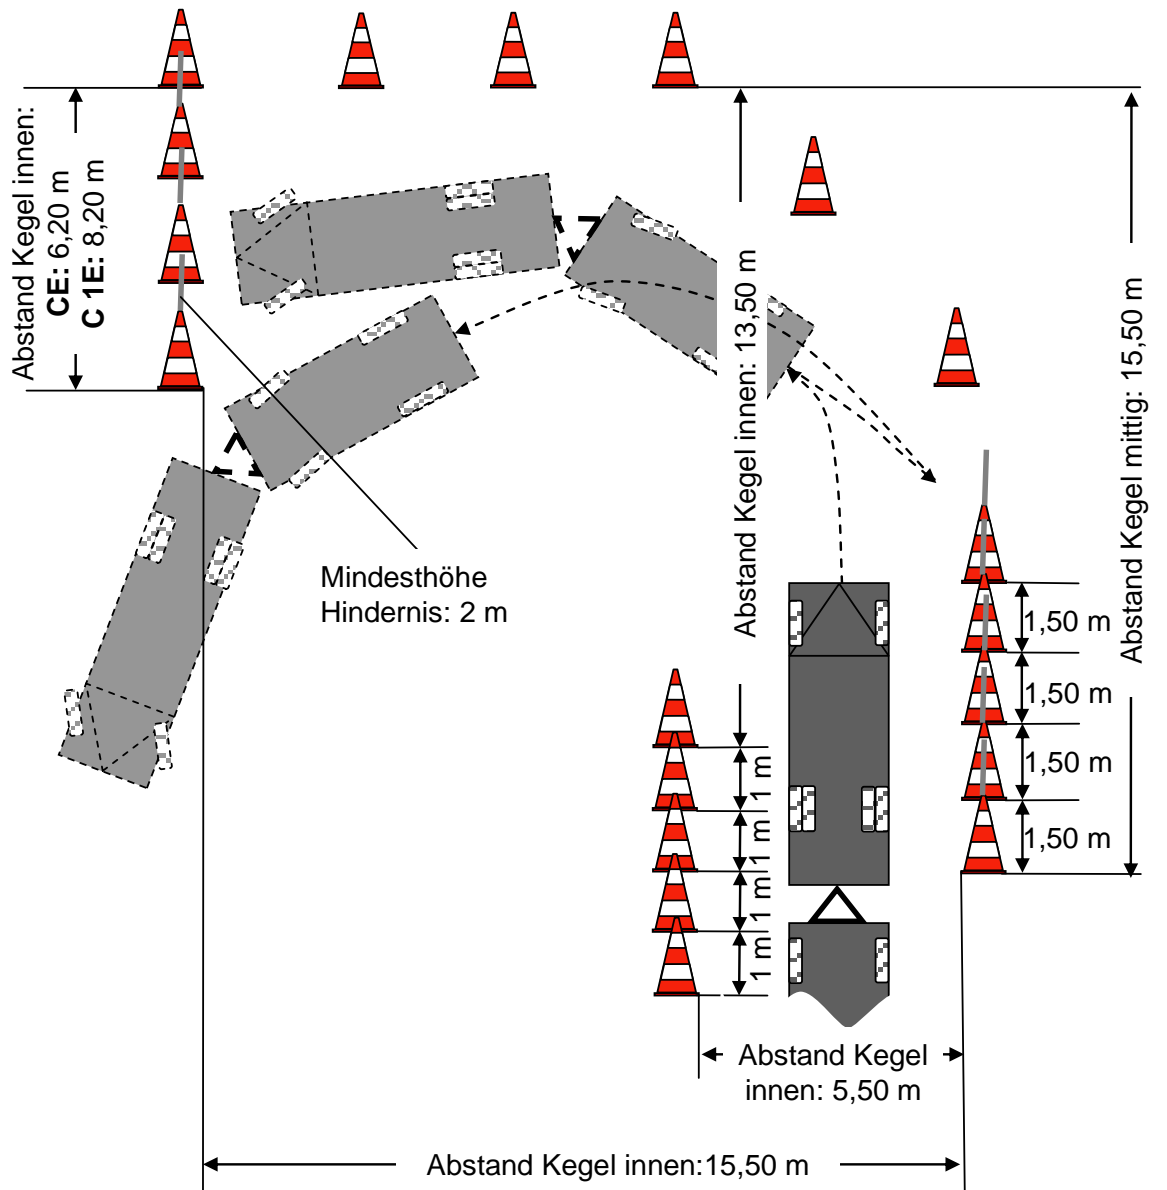 Abstand Kegel innen:
CE: 6,20 m
C 1E: 8,20 m
Abstand Kegel innen: 13,50 m
Abstand Kegel mittig: 15,50 m
Mindesthöhe
Hindernis: 2 m
1,50 m
1,50 m
1,50 m
1,50 m
1 m
1 m
1 m
1 m
Abstand Kegel
innen: 5,50 m
Abstand Kegel innen:15,50 m